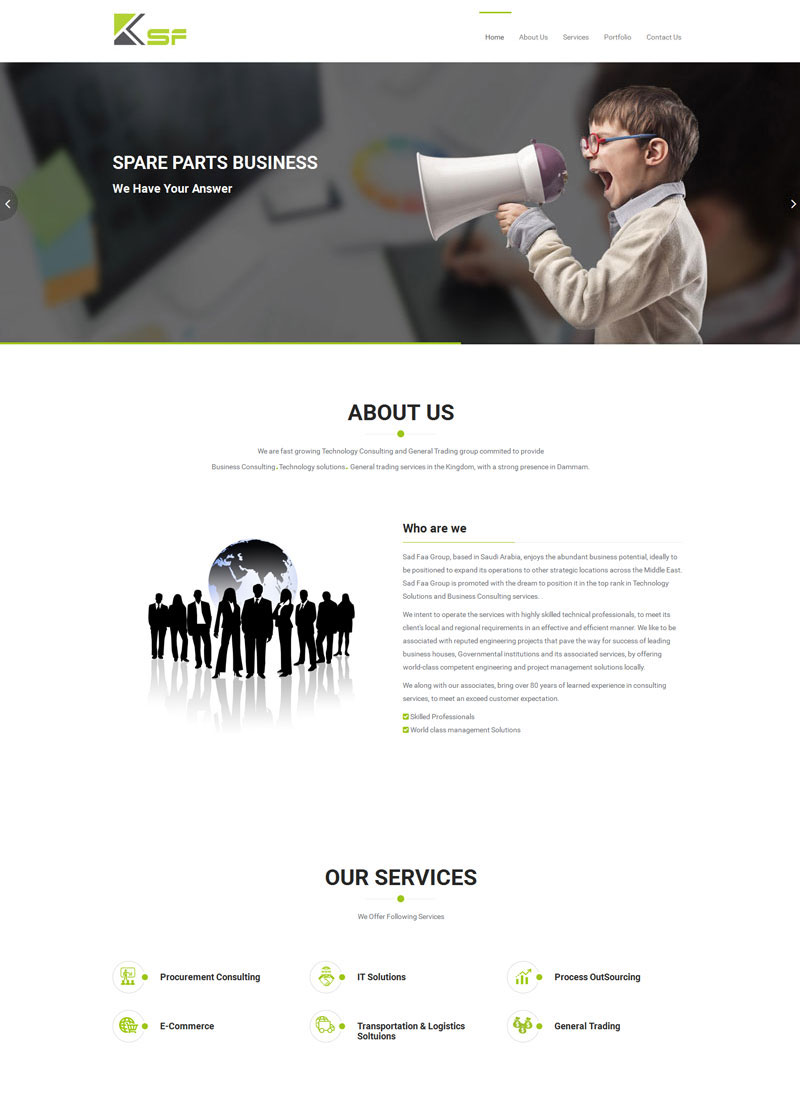 KSF
Home About Us Services Portfolio Contact Us
SPARE PARTS BUSINESS
We Have Your Answer
ABOUT US
We are fast growing Technology Consulting and General Trading group commited to provide
Business Consulting. Technology solutions. General trading services in the Kingdom, with a strong presence in Dammam.
Who are we
Sad Faa Group, based in Saudi Arabia, enjoys the abundant business potential, ideally to
be positioned to expand its operations to other strategic locations across the Middle East.
Sad Faa Group is promoted with the dream to position it in the top rank in Technology
Solutions and Business Consulting services.
We intent to operate the services with highly skilled technical professionals, to meet its
client's local and regional requirements in an effective and efficient manner. We like to be
associated with reputed engineering projects that pave the way for success of leading
business houses, Governmental institutions and its associated services, by offering
world-class competent engineering and project management solutions locally.
We along with our associates, bring over 80 years of learned experience in consulting
services, to meet an exceed customer expectation.
Skilled Professionals
World class management Solutions
OUR SERVICES
We Offer Following Services
Procurement Consulting
IT Solutions
Process OutSourcing
E-Commerce
Transportation & Logistics
Soltuions
General Trading